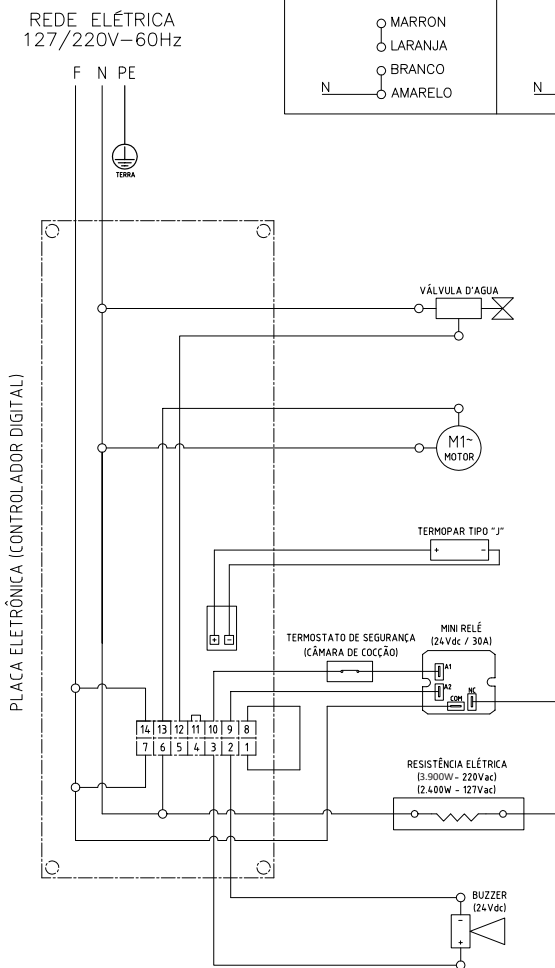 REDE ELÉTRICA
127/220V-60Hz
F N PE
TERRA
MARRON
LARANJA
BRANCO
N AMARELO
N
PLACA ELETRÔNICA (CONTROLADOR DIGITAL)
VÁLVULA D'AGUA
M1~
MOTOR
TERMOPAR TIPO "J"
+ -
+ -
TERMOSTATO DE SEGURANÇA
(CÂMARA DE COCÇÃO)
MINI RELÉ
(24Vdc / 30A)
A1
A2
COM
NC
14 13 12 11 10 9 8
7 6 5 4 3 2 1
RESISTÊNCIA ELÉTRICA
(3.900W - 220Vac)
(2.400W - 127Vac)
BUZZER
(24Vdc)
-
+